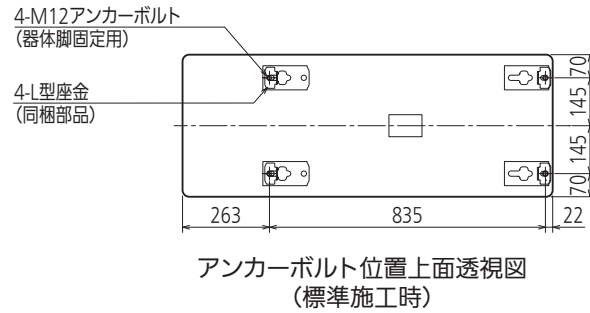 4-M12アンカーボルト
(器体脚固定用)
4-L型座金
(同梱部品)
70
145
145
70
263
835
22
アンカーボルト位置上面透視図
(標準施工時)